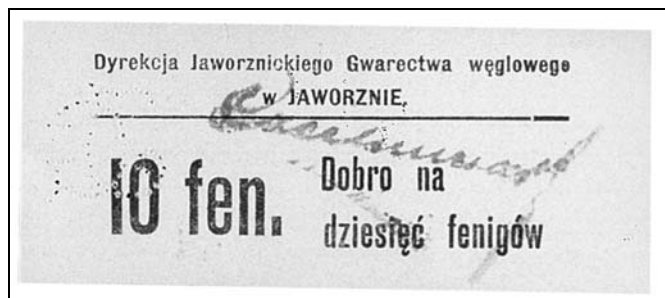 Dyrekcja Jaworznickiego Gwarectwa węglowego
w JAWORZNIE.
10 fen.
Dobro na
dziesięć fenigów